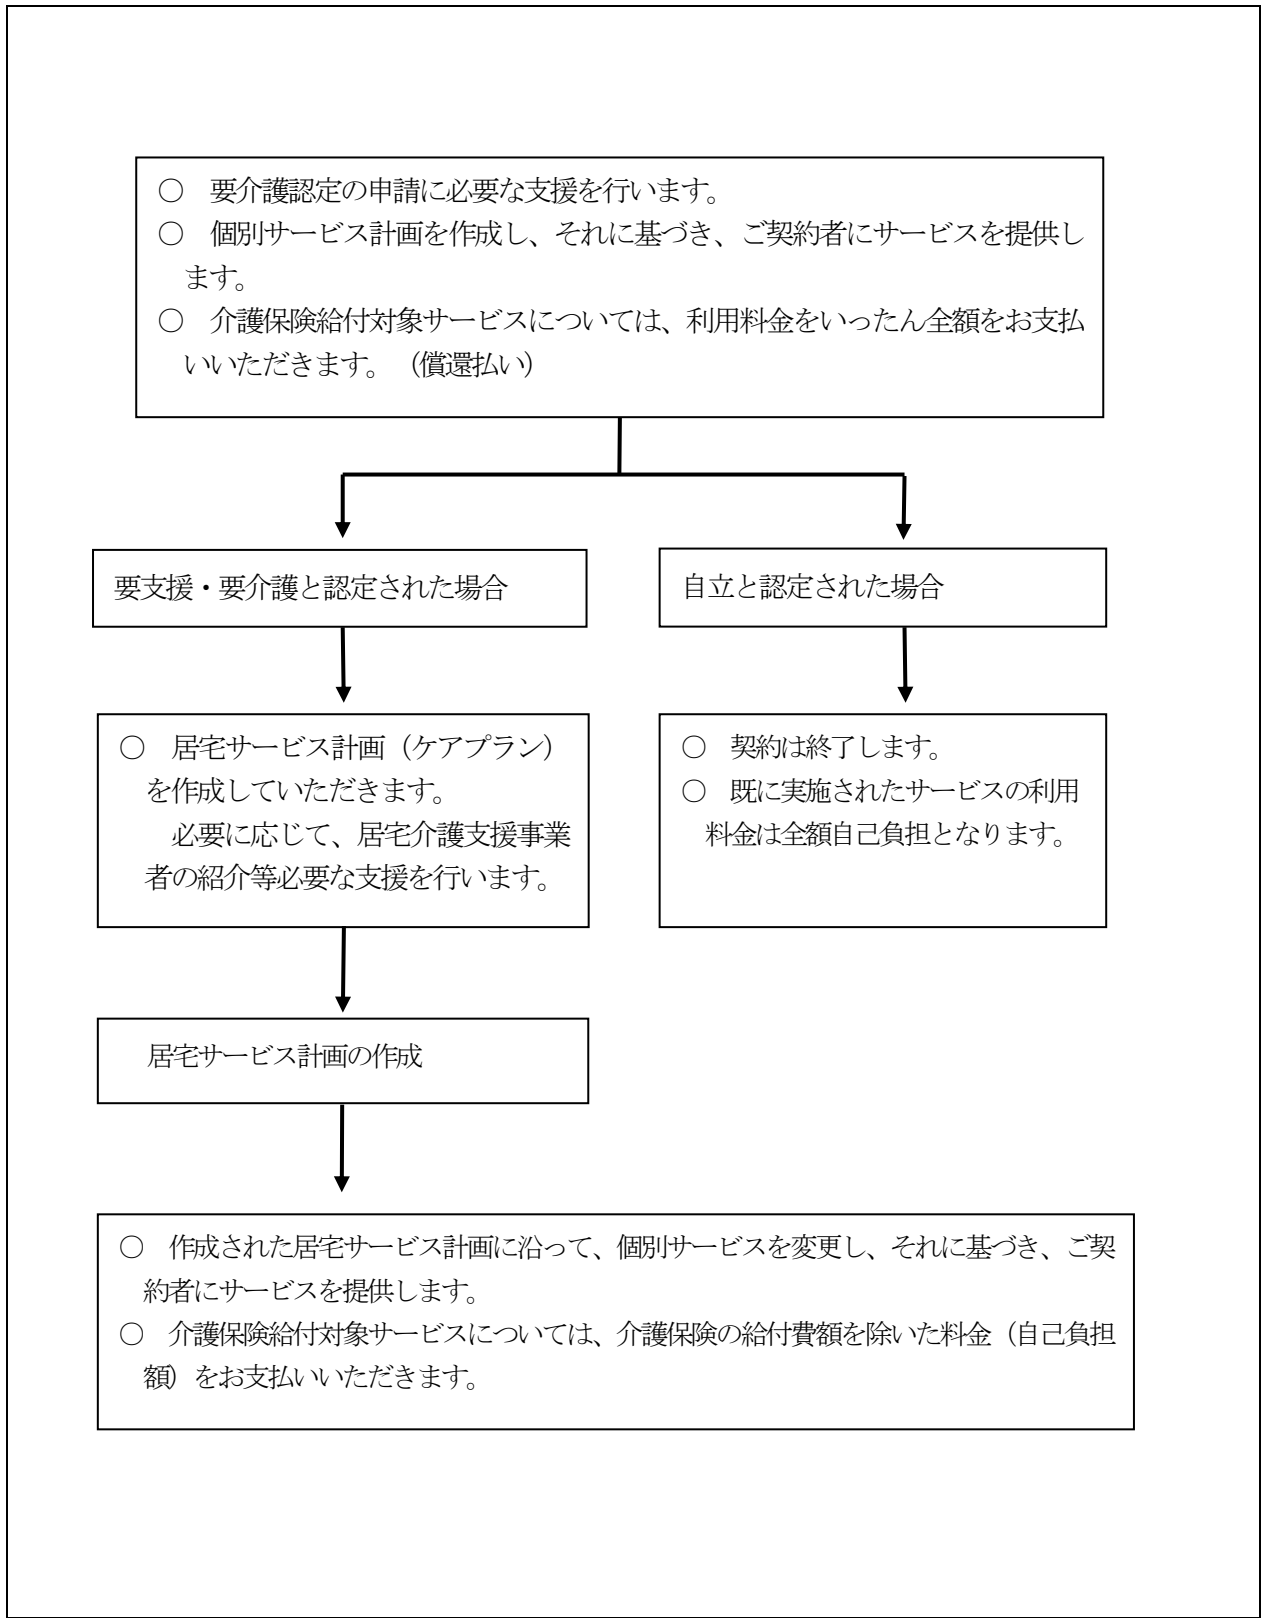 ○　要介護認定の申請に必要な支援を行います。
○　個別サービス計画を作成し、それに基づき、ご契約者にサービスを提供し
ます。
○　介護保険給付対象サービスについては、利用料金をいったん全額をお支払
いいただきます。（償還払い）
要支援・要介護と認定された場合
自立と認定された場合
○　居宅サービス計画（ケアプラン）
を作成していただきます。
必要に応じて、居宅介護支援事業
者の紹介等必要な支援を行います。
○　契約は終了します。
○　既に実施されたサービスの利用
料金は全額自己負担となります。
居宅サービス計画の作成
○　作成された居宅サービス計画に沿って、個別サービスを変更し、それに基づき、ご契
約者にサービスを提供します。
○　介護保険給付対象サービスについては、介護保険の給付費額を除いた料金（自己負担
額）をお支払いいただきます。